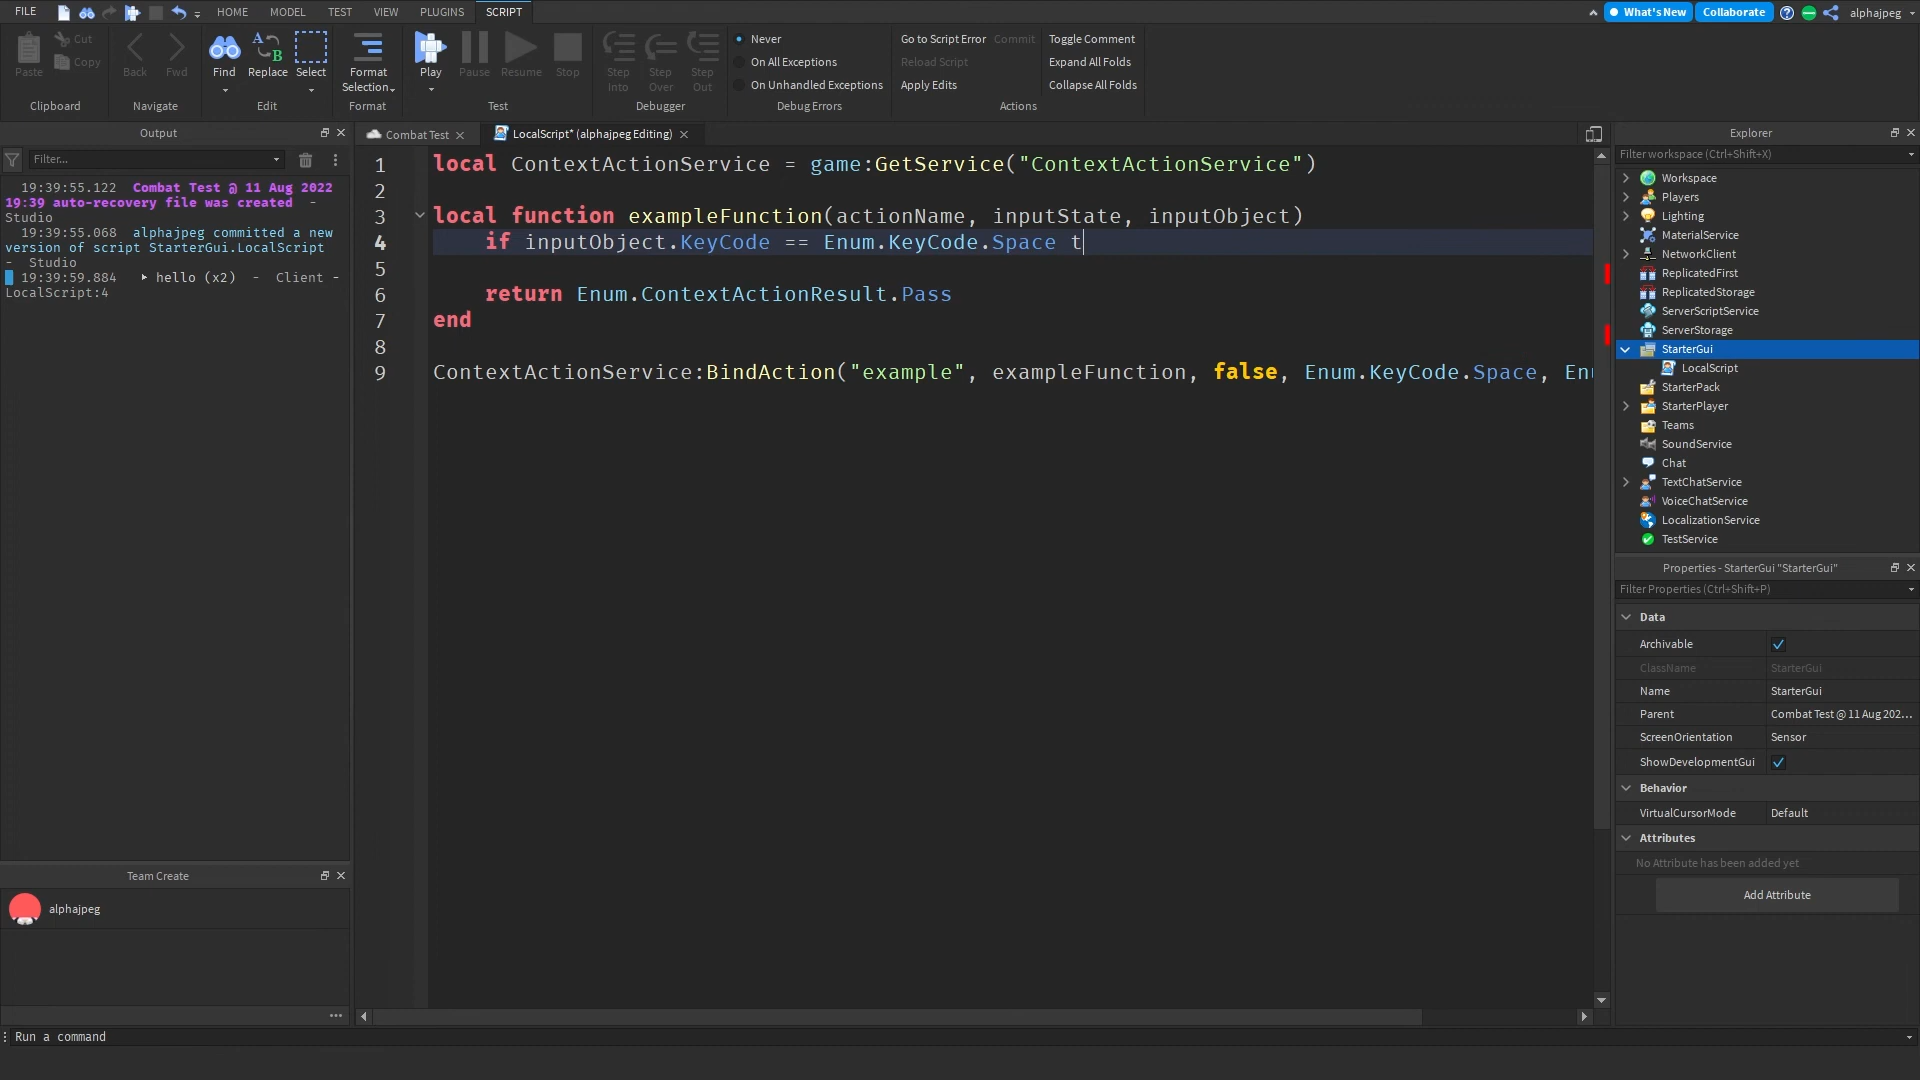 FILE HOME MODEL TEST VIEW PLUGINS SCRIPT What's New Collaborate alphajpeg
Paste Cut Copy Back Fwd Find Replace Select Format Selection Play Pause Resume Stop Step Into Step Over Step Out
Never
On All Exceptions
On Unhandled Exceptions
Go to Script Error Commit
Reload Script
Apply Edits
Toggle Comment
Expand All Folds
Collapse All Folds
Clipboard Navigate Edit Format Test Debugger Debug Errors Actions
Output
Filter...
19:39:55.122 Combat Test @ 11 Aug 2022
19:39 auto-recovery file was created -
Studio
19:39:55.068 alphajpeg committed a new
version of script StarterGui.LocalScript
- Studio
19:39:59.884 hello (x2) - Client -
LocalScript:4
Team Create
alphajpeg
Combat Test LocalScript* (alphajpeg Editing)
1 local ContextActionService = game:GetService("ContextActionService")
2
3 local function exampleFunction(actionName, inputState, inputObject)
4 if inputObject.KeyCode == Enum.KeyCode.Space t
5
6 return Enum.ContextActionResult.Pass
7 end
8
9 ContextActionService:BindAction("example", exampleFunction, false, Enum.KeyCode.Space, Enu
Explorer
Filter workspace (Ctrl+Shift+X)
Workspace
Players
Lighting
MaterialService
NetworkClient
ReplicatedFirst
ReplicatedStorage
ServerScriptService
ServerStorage
StarterGui
LocalScript
StarterPack
StarterPlayer
Teams
SoundService
Chat
TextChatService
VoiceChatService
LocalizationService
TestService
Properties - StarterGui "StarterGui"
Filter Properties (Ctrl+Shift+P)
Data
Archivable
ClassName StarterGui
Name StarterGui
Parent Combat Test @ 11 Aug 202...
ScreenOrientation Sensor
ShowDevelopmentGui
Behavior
VirtualCursorMode Default
Attributes
No Attribute has been added yet
Add Attribute
Run a command